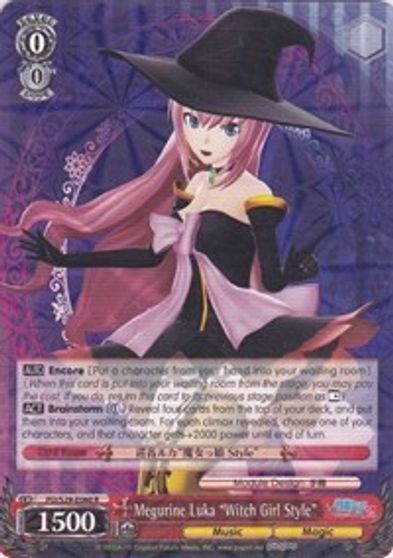 0
0
AUTO Encore [Put a character from your hand into your waiting room]
(When this card is put into your waiting room from the stage, you may pay
the cost. If you do, return this card to its previous stage position as
ACT Brainstorm Reveal four cards from the top of your deck, and put
them into your waiting room. For each climax revealed, choose one of
your characters, and that character gets +2000 power until end of turn.
巡音ルカ“魔女っ娘 Style”
1500
Megurine Luka “Witch Girl Style”
Music Magic